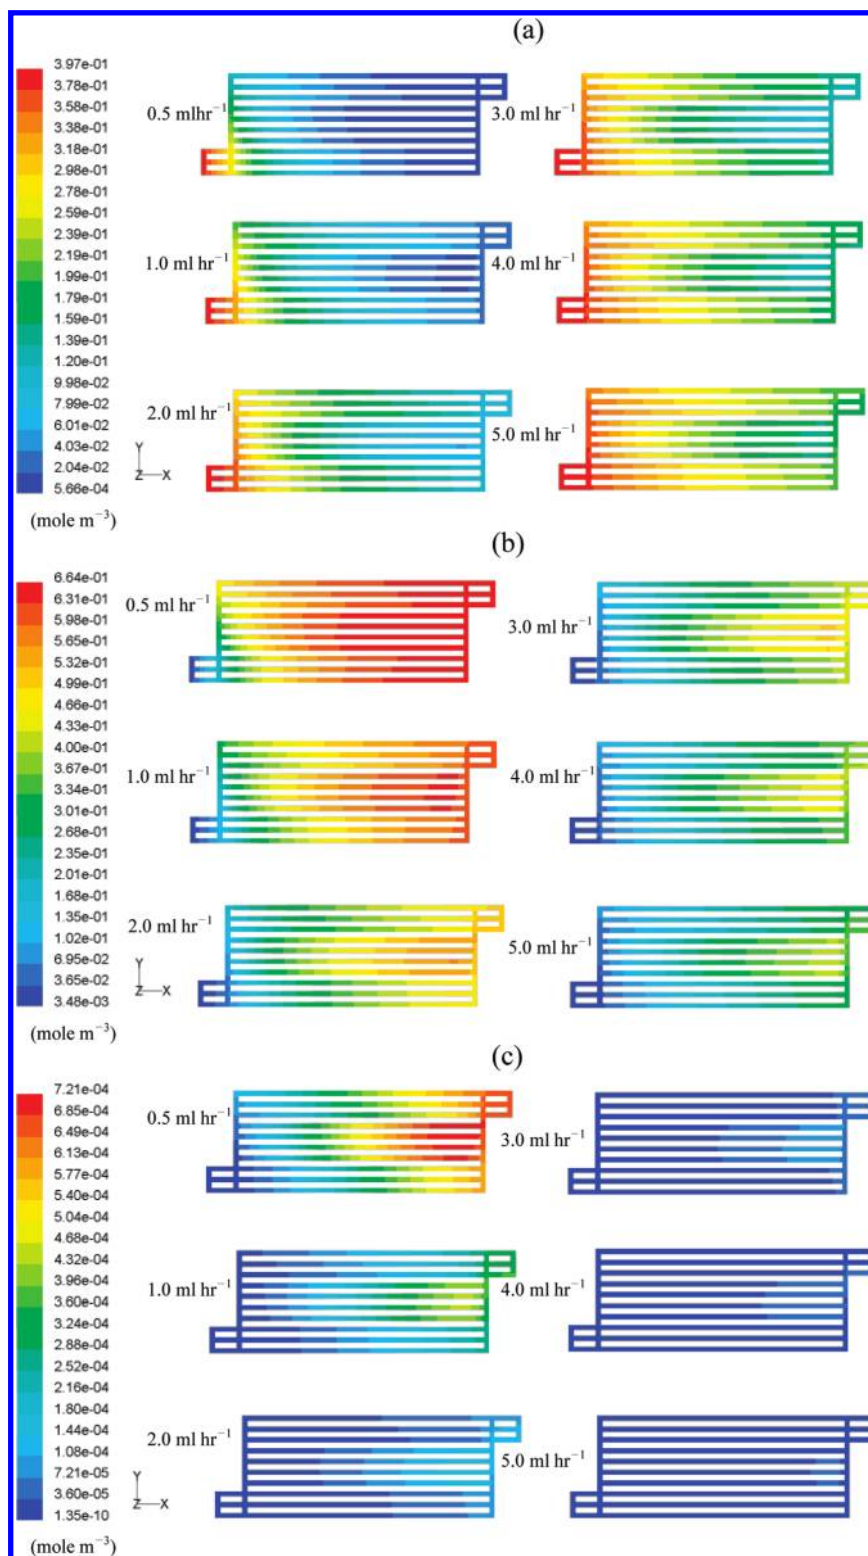 (a)
3.97e-01
3.78e-01
3.58e-01
3.38e-01
3.18e-01
2.98e-01
2.78e-01
2.59e-01
2.39e-01
2.19e-01
1.99e-01
1.79e-01
1.59e-01
1.39e-01
1.20e-01
9.98e-02
7.99e-02
6.01e-02
4.03e-02
2.04e-02
5.66e-04
(mole m⁻³)
0.5 mlhr⁻¹
3.0 ml hr⁻¹
1.0 ml hr⁻¹
4.0 ml hr⁻¹
2.0 ml hr⁻¹
5.0 ml hr⁻¹
Y
Z X
(b)
6.64e-01
6.31e-01
5.98e-01
5.65e-01
5.32e-01
4.99e-01
4.66e-01
4.33e-01
4.00e-01
3.67e-01
3.34e-01
3.01e-01
2.68e-01
2.35e-01
2.01e-01
1.68e-01
1.35e-01
1.02e-01
6.95e-02
3.65e-02
3.48e-03
(mole m⁻³)
0.5 ml hr⁻¹
3.0 ml hr⁻¹
1.0 ml hr⁻¹
4.0 ml hr⁻¹
2.0 ml hr⁻¹
5.0 ml hr⁻¹
Y
Z X
(c)
7.21e-04
6.85e-04
6.49e-04
6.13e-04
5.77e-04
5.40e-04
5.04e-04
4.68e-04
4.32e-04
3.96e-04
3.60e-04
3.24e-04
2.88e-04
2.52e-04
2.16e-04
1.80e-04
1.44e-04
1.08e-04
7.21e-05
3.60e-05
1.35e-10
(mole m⁻³)
0.5 ml hr⁻¹
3.0 ml hr⁻¹
1.0 ml hr⁻¹
4.0 ml hr⁻¹
2.0 ml hr⁻¹
5.0 ml hr⁻¹
Y
Z X